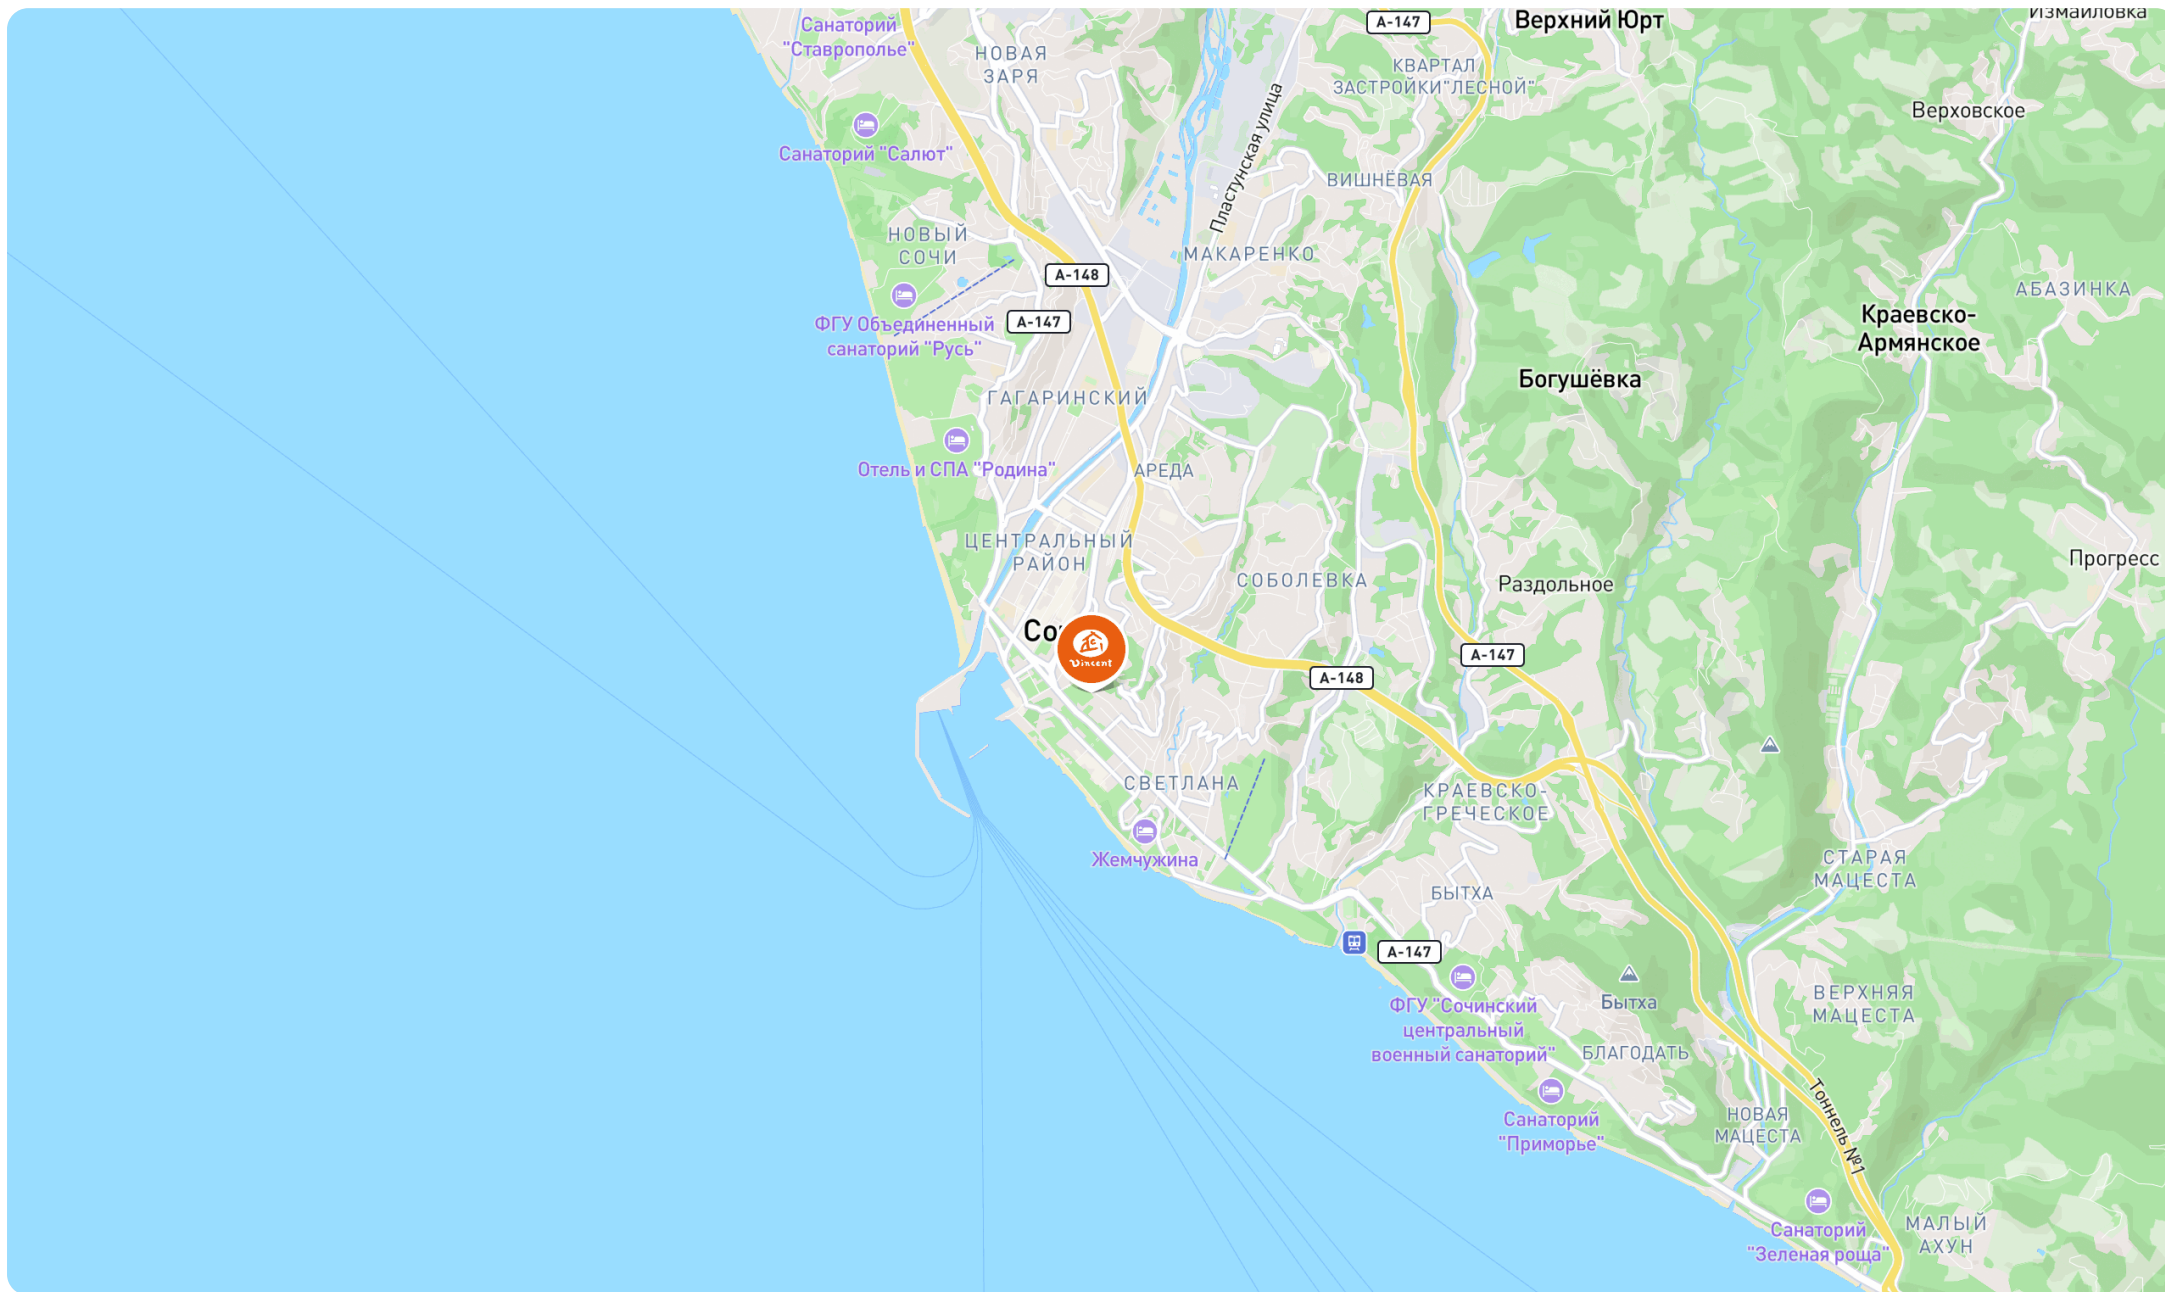 Санаторий
"Ставрополье"
НОВАЯ
ЗАРЯ
А-147
Верхний Юрт
Измайловка
КВАРТАЛ
ЗАСТРОЙКИ"ЛЕСНОЙ"
Верховское
Санаторий "Салют"
Пластунская улица
ВИШНЁВАЯ
НОВЫЙ
СОЧИ
МАКАРЕНКО
А-148
АБАЗИНКА
ФГУ Объединенный
санаторий "Русь"
А-147
Краевско-
Армянское
Богушёвка
ГАГАРИНСКИЙ
Отель и СПА "Родина"
АРЕДА
ЦЕНТРАЛЬНЫЙ
РАЙОН
СОБОЛЕВКА
Раздольное
Прогресс
Со
Vincent
А-147
А-148
СВЕТЛАНА
КРАЕВСКО-
ГРЕЧЕСКОЕ
Жемчужина
СТАРАЯ
МАЦЕСТА
БЫТХА
А-147
ФГУ "Сочинский
центральный
военный санаторий"
Бытха
ВЕРХНЯЯ
МАЦЕСТА
БЛАГОДАТЬ
Санаторий
"Приморье"
НОВАЯ
МАЦЕСТА
Тоннель №1
Санаторий
"Зеленая роща"
МАЛЫЙ
АХУН